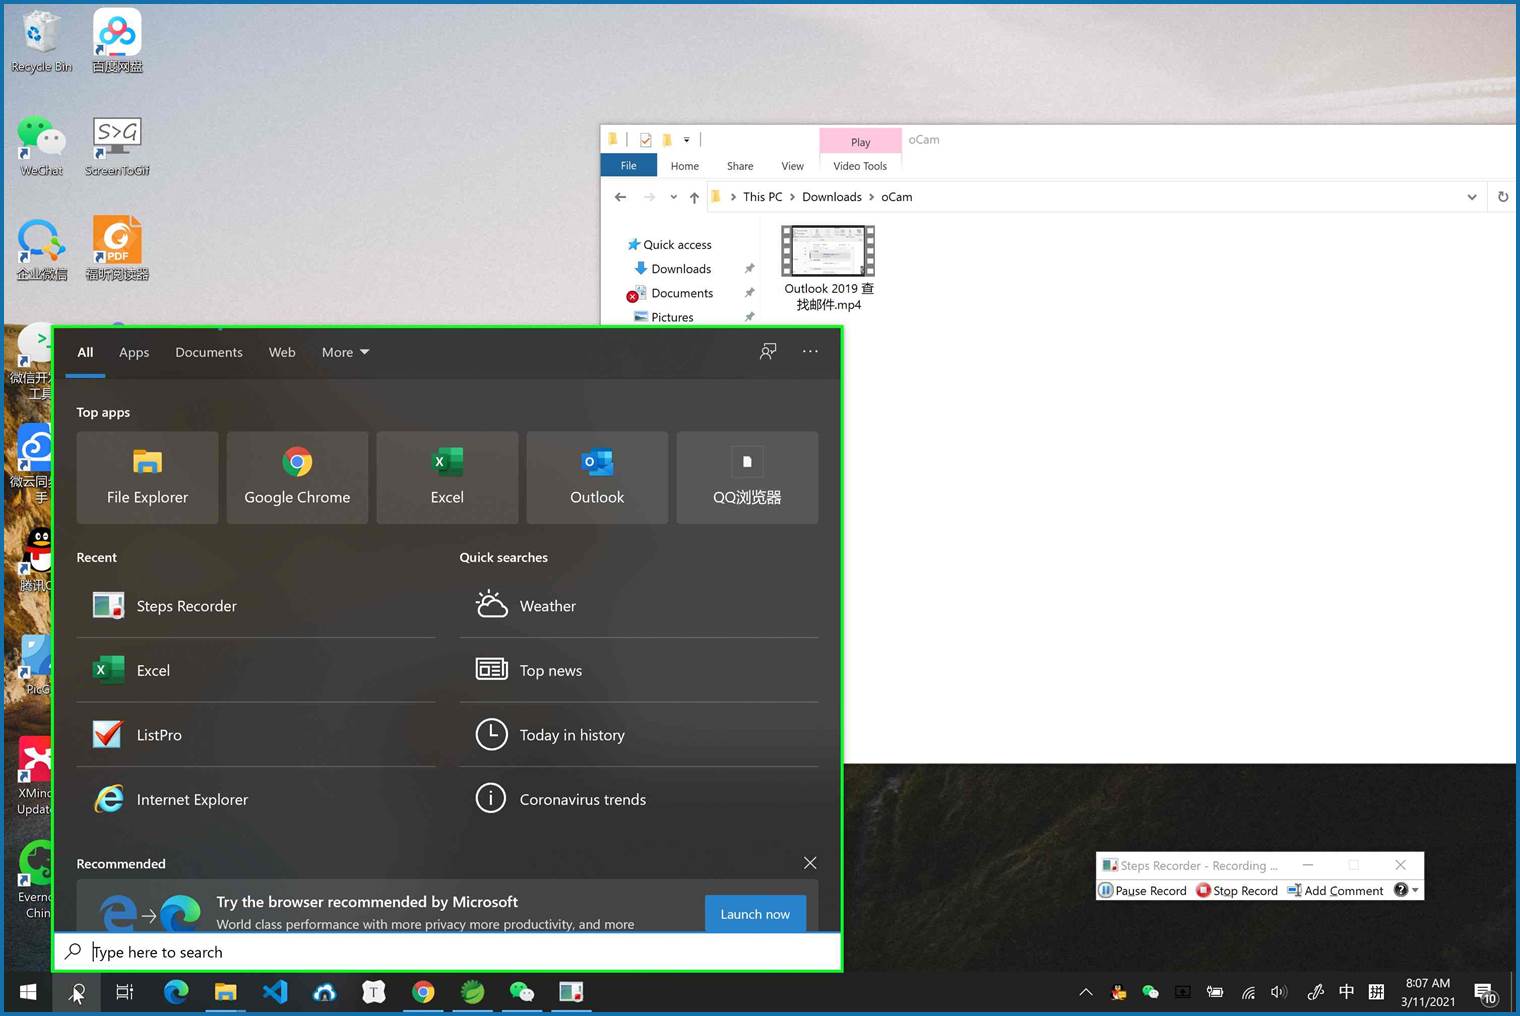 Recycle Bin
百度网盘
WeChat
ScreenToGif
企业微信
福昕阅读器
PDF
微信开发
工具
微云同步
手
腾讯Q
PicG
XMind
Update
Everno
Chin
Play
oCam
File
Home
Share
View
Video Tools
This PC
Downloads
oCam
Quick access
Downloads
Documents
Pictures
Outlook 2019 查
找邮件.mp4
All
Apps
Documents
Web
More
Top apps
File Explorer
Google Chrome
Excel
Outlook
QQ浏览器
Recent
Steps Recorder
Excel
ListPro
Internet Explorer
Quick searches
Weather
Top news
Today in history
Coronavirus trends
Recommended
Try the browser recommended by Microsoft
World class performance with more privacy more productivity, and more
Launch now
Type here to search
Steps Recorder - Recording ...
Pause Record
Stop Record
Add Comment
中
拼
8:07 AM
3/11/2021
10